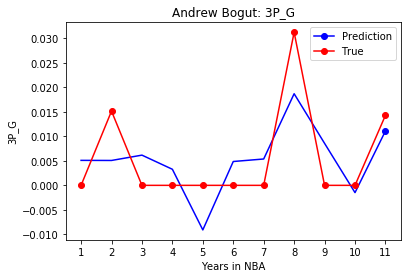 Andrew Bogut: 3P_G
Prediction
True
0.030
0.025
0.020
0.015
0.010
0.005
0.000
−0.005
−0.010
3P_G
1 2 3 4 5 6 7 8 9 10 11
Years in NBA